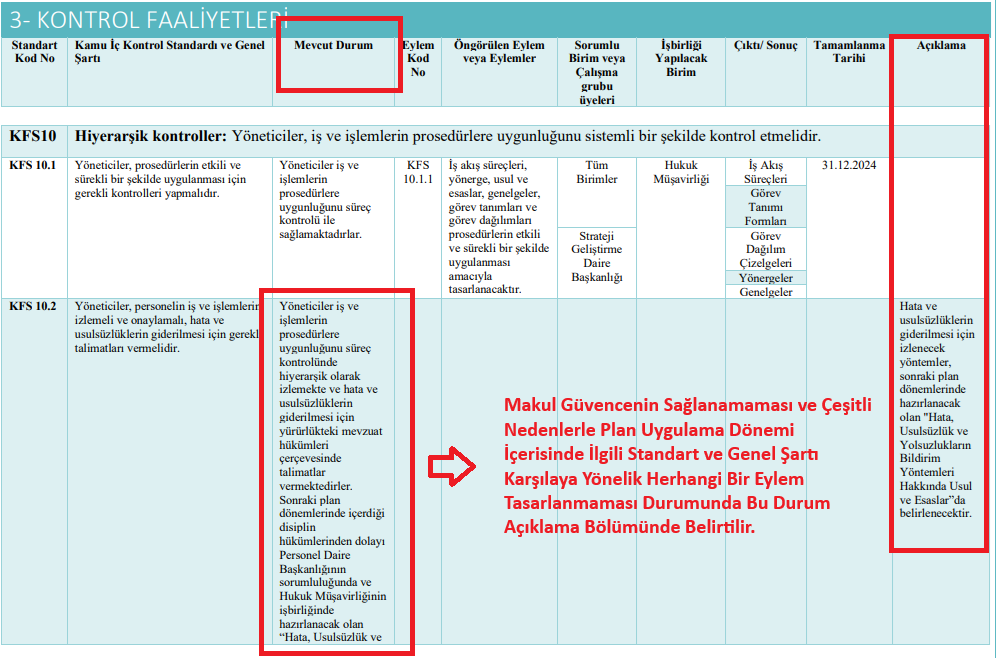 3- KONTROL FAALİYETLERİ
Standart
Kod No
Kamu İç Kontrol Standardı ve Genel
Şartı
Mevcut Durum
Eylem
Kod
No
Öngörülen Eylem
veya Eylemler
Sorumlu
Birim veya
Çalışma
grubu
üyeleri
İşbirliği
Yapılacak
Birim
Çıktı/ Sonuç
Tamamlanma
Tarihi
Açıklama
KFS10
Hiyerarşik kontroller: Yöneticiler, iş ve işlemlerin prosedürlere uygunluğunu sistemli bir şekilde kontrol etmelidir.
KFS 10.1
Yöneticiler, prosedürlerin etkili ve
sürekli bir şekilde uygulanması için
gerekli kontrolleri yapmalıdır.
Yöneticiler iş ve
işlemlerin
prosedürlere
uygunluğunu süreç
kontrolü ile
sağlamaktadırlar.
KFS
10.1.1
İş akış süreçleri,
yönerge, usul ve
esaslar, genelgeler,
görev tanımları ve
görev dağılımları
prosedürlerin etkili
ve sürekli bir şekilde
uygulanması
amacıyla
tasarlanacaktır.
Tüm
Birimler
Strateji
Geliştirme
Daire
Başkanlığı
Hukuk
Müşavirliği
İş Akış
Süreçleri
Görev
Tanımı
Formları
Görev
Dağılım
Çizelgeleri
Yönergeler
Genelgeler
31.12.2024
KFS 10.2
Yöneticiler, personelin iş ve işlemlerini
izlemeli ve onaylamalı, hata ve
usulsüzlüklerin giderilmesi için gerekli
talimatları vermelidir.
Yöneticiler iş ve
işlemlerin
prosedürlere
uygunluğunu süreç
kontrolünde
hiyerarşik olarak
izlemekte ve hata ve
usulsüzlüklerin
giderilmesi için
yürürlükteki mevzuat
hükümleri
çerçevesinde
talimatlar
vermektedirler.
Sonraki plan
dönemlerinde içerdiği
disiplin
hükümlerinden dolayı
Personel Daire
Başkanlığının
sorumluluğunda ve
Hukuk Müşavirliğinin
işbirliğinde
hazırlanacak olan
“Hata, Usulsüzlük ve
Makul Güvencenin Sağlanamaması ve Çeşitli
Nedenlerle Plan Uygulama Dönemi
İçerisinde İlgili Standart ve Genel Şartı
Karşılaya Yönelik Herhangi Bir Eylem
Tasarlanmaması Durumunda Bu Durum
Açıklama Bölümünde Belirtilir.
Hata ve
usulsüzlüklerin
giderilmesi için
izlenecek
yöntemler,
sonraki plan
dönemlerinde
hazırlanacak
olan "Hata,
Usulsüzlük ve
Yolsuzlukların
Bildirim
Yöntemleri
Hakkında Usul
ve Esaslar”da
belirlenecektir.